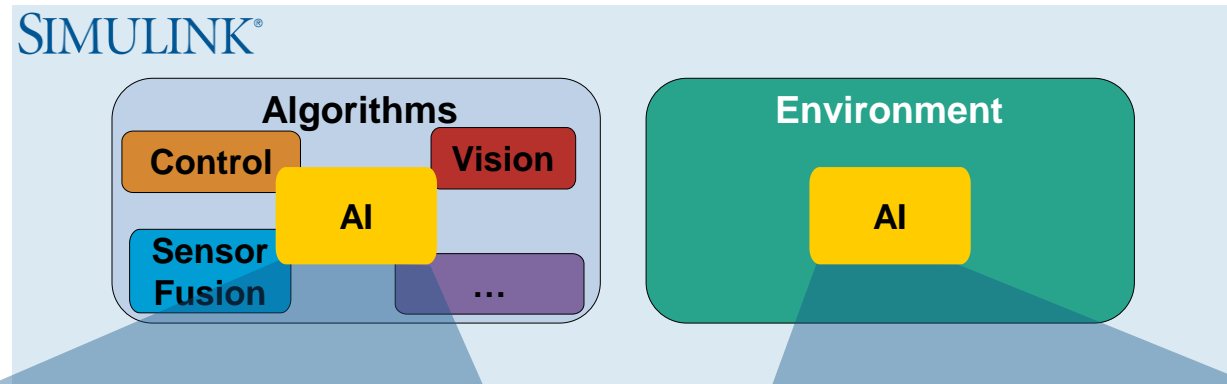 SIMULINK®
Algorithms
Control
Vision
AI
Sensor
Fusion
...
Environment
AI